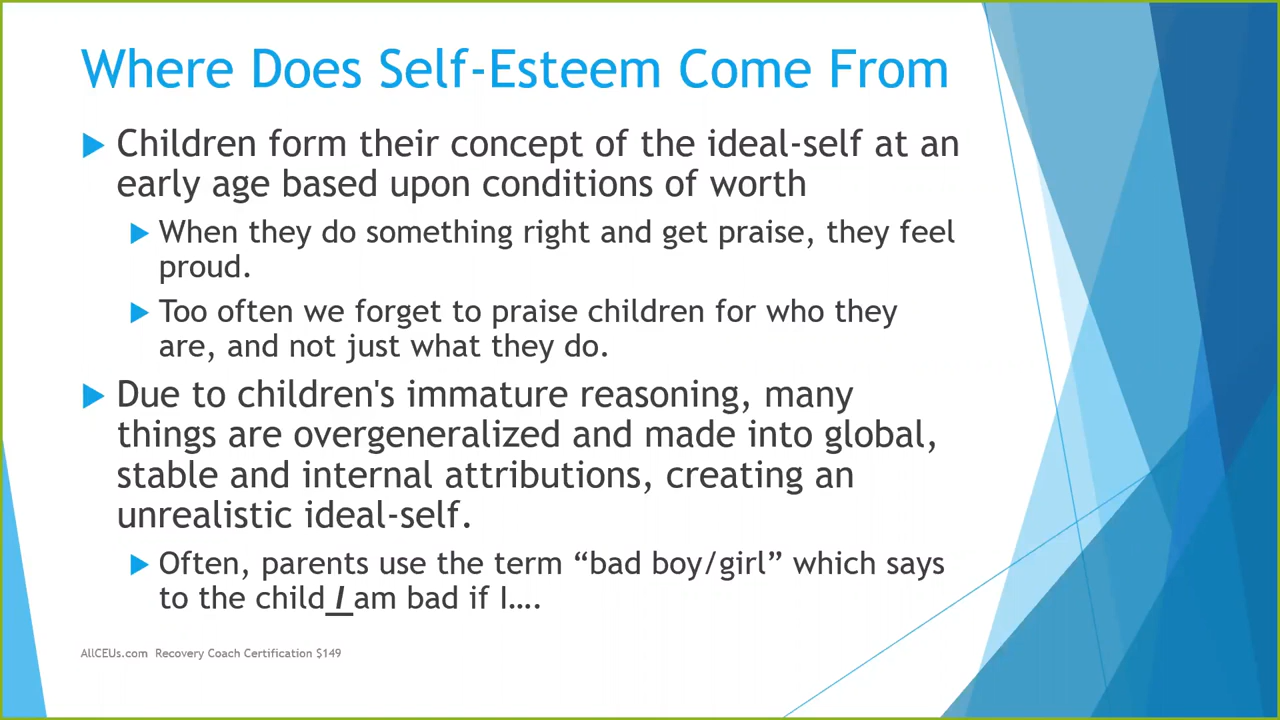 Where Does Self-Esteem Come From
Children form their concept of the ideal-self at an
early age based upon conditions of worth
When they do something right and get praise, they feel
proud.
Too often we forget to praise children for who they
are, and not just what they do.
Due to children's immature reasoning, many
things are overgeneralized and made into global,
stable and internal attributions, creating an
unrealistic ideal-self.
Often, parents use the term “bad boy/girl” which says
to the child I am bad if I….
AllCEUs.com Recovery Coach Certification $149